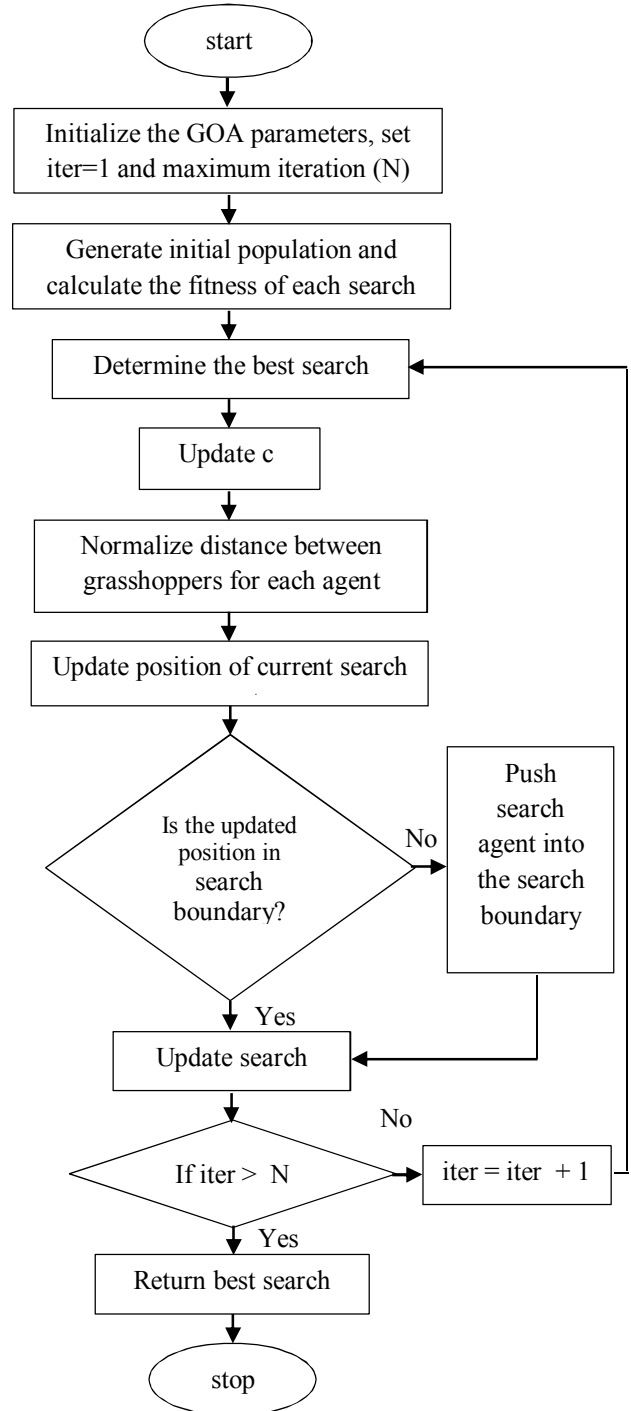 start
Initialize the GOA parameters, set
iter=1 and maximum iteration (N)
Generate initial population and
calculate the fitness of each search
Determine the best search
Update c
Normalize distance between
grasshoppers for each agent
Update position of current search
Is the updated
position in
search
boundary?
No
Push
search
agent into
the search
boundary
Yes
Update search
No
If iter > N
iter = iter + 1
Yes
Return best search
stop